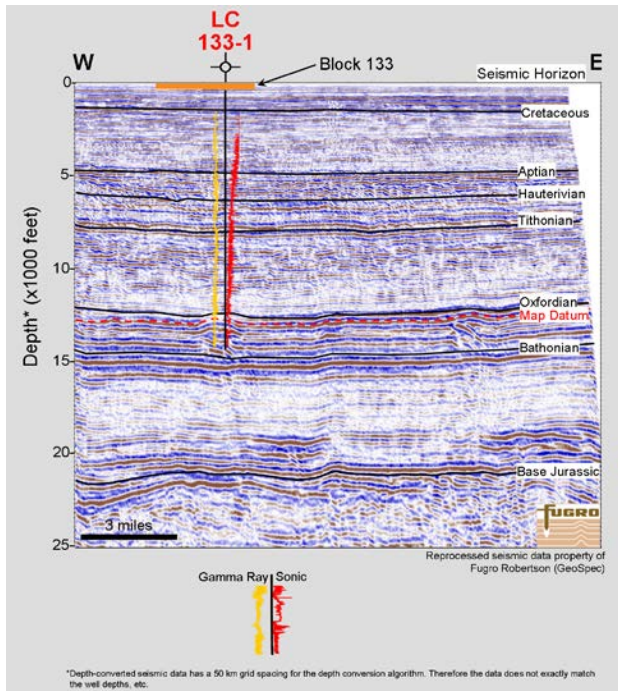 LC
133-1
W
Block 133
E
Seismic Horizon
0
Cretaceous
5
Aptian
Hauterivian
Tithonian
10
Oxfordian
Map Datum
15
Bathonian
20
Base Jurassic
25
Depth* (x1000 feet)
3 miles
FUGRO
Reprocessed seismic data property of
Fugro Robertson (GeoSpec)
Gamma Ray
Sonic
*Depth-converted seismic data has a 50 km grid spacing for the depth conversion algorithm. Therefore the data does not exactly match
the well depths, etc.